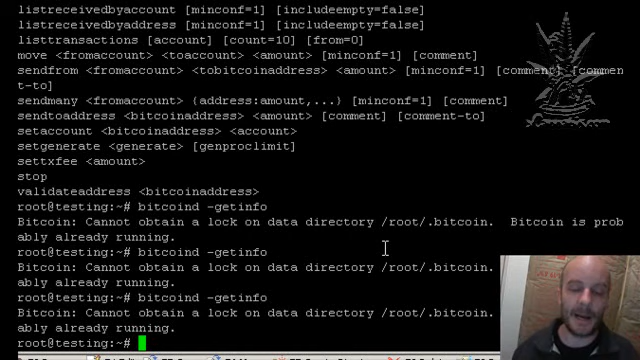 listreceivedbyaccount [minconf=1] [includeempty=false]
listreceivedbyaddress [minconf=1] [includeempty=false]
listtransactions [account] [count=10] [from=0]
move <fromaccount> <toaccount> <amount> [minconf=1] [comment]
sendfrom <fromaccount> <tobitcoinaddress> <amount> [minconf=1] [comment] [commen
t-to]
sendmany <fromaccount> {address:amount,...} [minconf=1] [comment]
sendtoaddress <bitcoinaddress> <amount> [comment] [comment-to]
setaccount <bitcoinaddress> <account>
setgenerate <generate> [genproclimit]
settxfee <amount>
stop
validateaddress <bitcoinaddress>
root@testing:~# bitcoind -getinfo
Bitcoin: Cannot obtain a lock on data directory /root/.bitcoin.  Bitcoin is prob
ably already running.
root@testing:~# bitcoind -getinfo
Bitcoin: Cannot obtain a lock on data directory /root/.bitcoin.
ably already running.
root@testing:~# bitcoind -getinfo
Bitcoin: Cannot obtain a lock on data directory /root/.bitcoin.
ably already running.
root@testing:~#